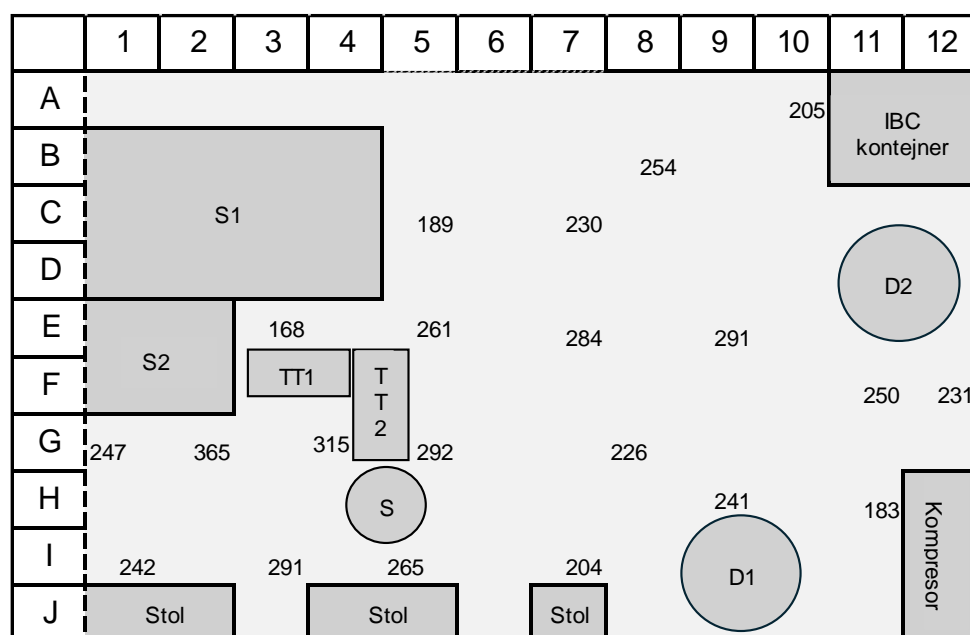 1 2 3 4 5 6 7 8 9 10 11 12
A
205
IBC
kontejner
B
254
C
S1
189
230
D
D2
E
168
261
284
291
S2
F
TT1
T
T
2
250
231
G
247
365
315
292
226
H
S
241
183
Kompresor
I
242
291
265
204
D1
J
Stol
Stol
Stol